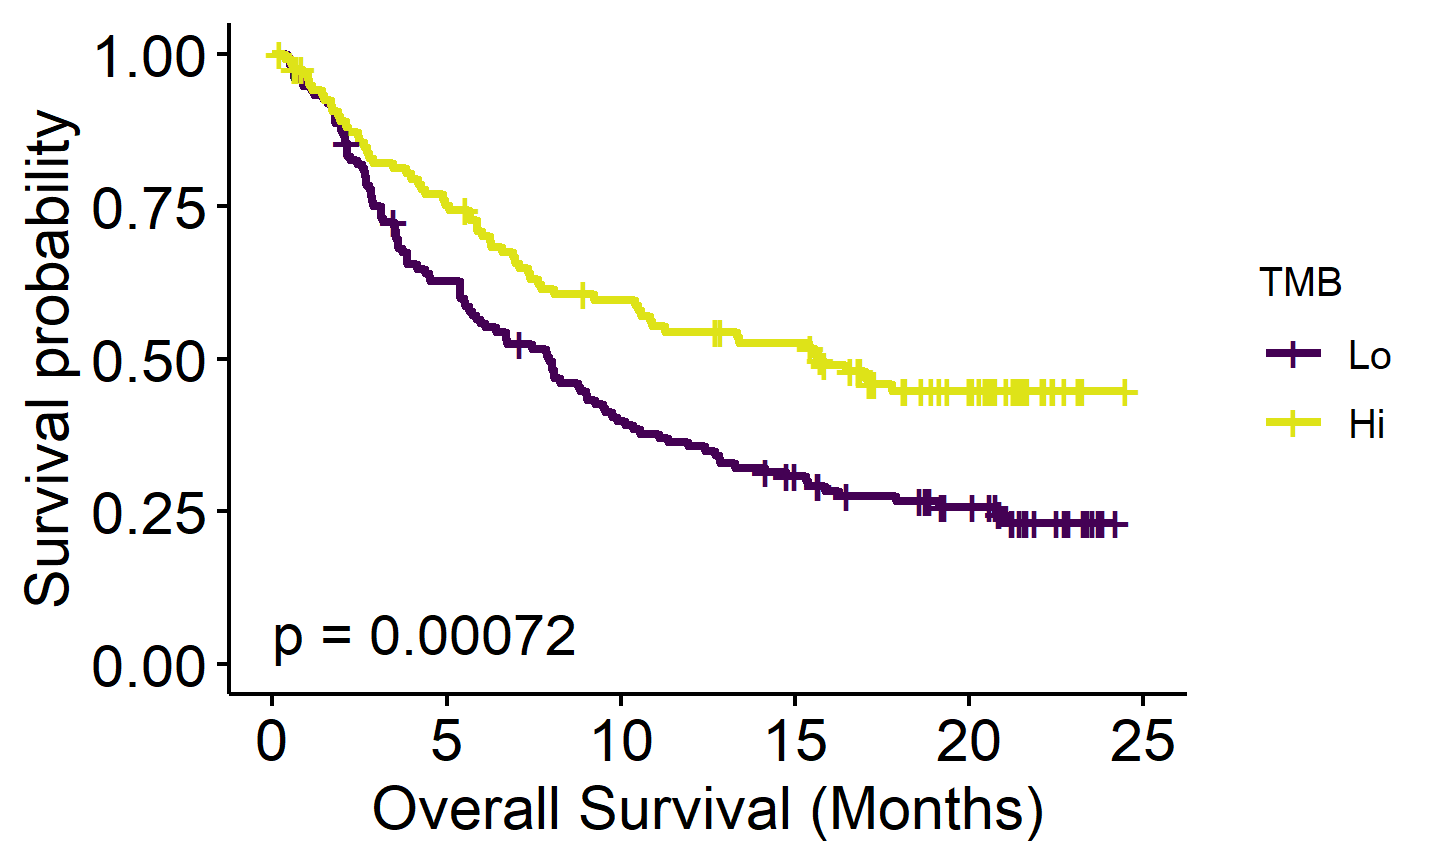 Survival probability
1.00
0.75
0.50
0.25
0.00
p = 0.00072
0 5 10 15 20 25
Overall Survival (Months)
TMB
Lo
Hi